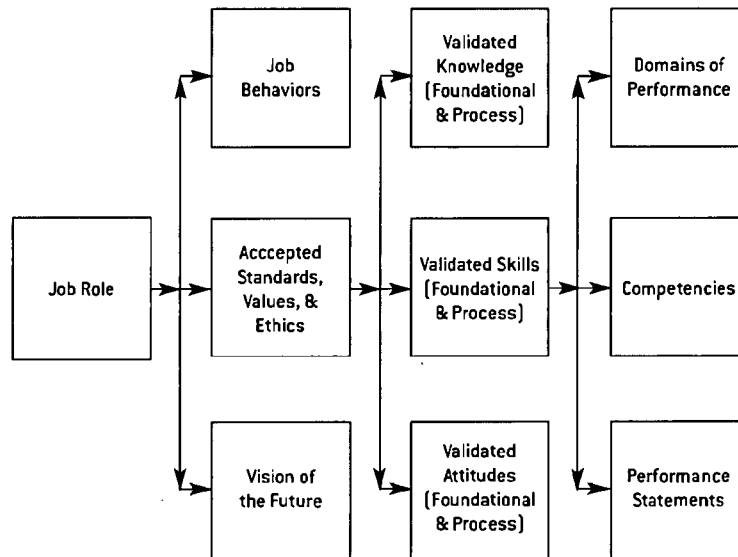 Job
Behaviors
Validated
Knowledge
(Foundational
& Process)
Domains of
Performance
Job Role
Acccepted
Standards,
Values, &
Ethics
Validated Skills
(Foundational
& Process)
Competencies
Vision of
the Future
Validated
Attitudes
(Foundational
& Process)
Performance
Statements